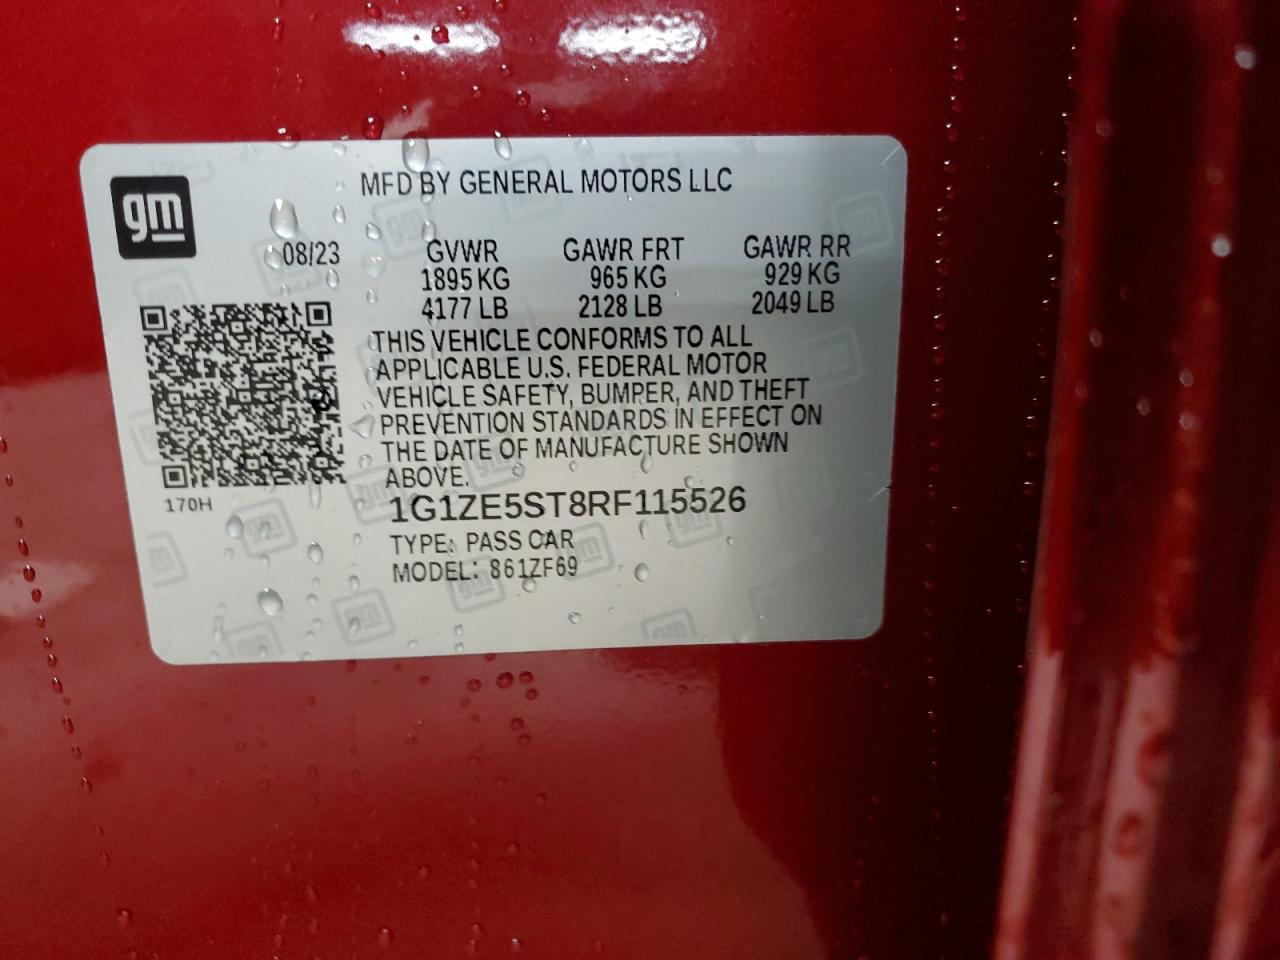 gm
MFD BY GENERAL MOTORS LLC
08/23 GVWR GAWR FRT GAWR RR
1895 KG 965 KG 929 KG
4177 LB 2128 LB 2049 LB
THIS VEHICLE CONFORMS TO ALL
APPLICABLE U.S. FEDERAL MOTOR
VEHICLE SAFETY, BUMPER, AND THEFT
PREVENTION STANDARDS IN EFFECT ON
THE DATE OF MANUFACTURE SHOWN
ABOVE.
170H
1G1ZE5ST8RF115526
TYPE: PASS CAR
MODEL: 861ZF69